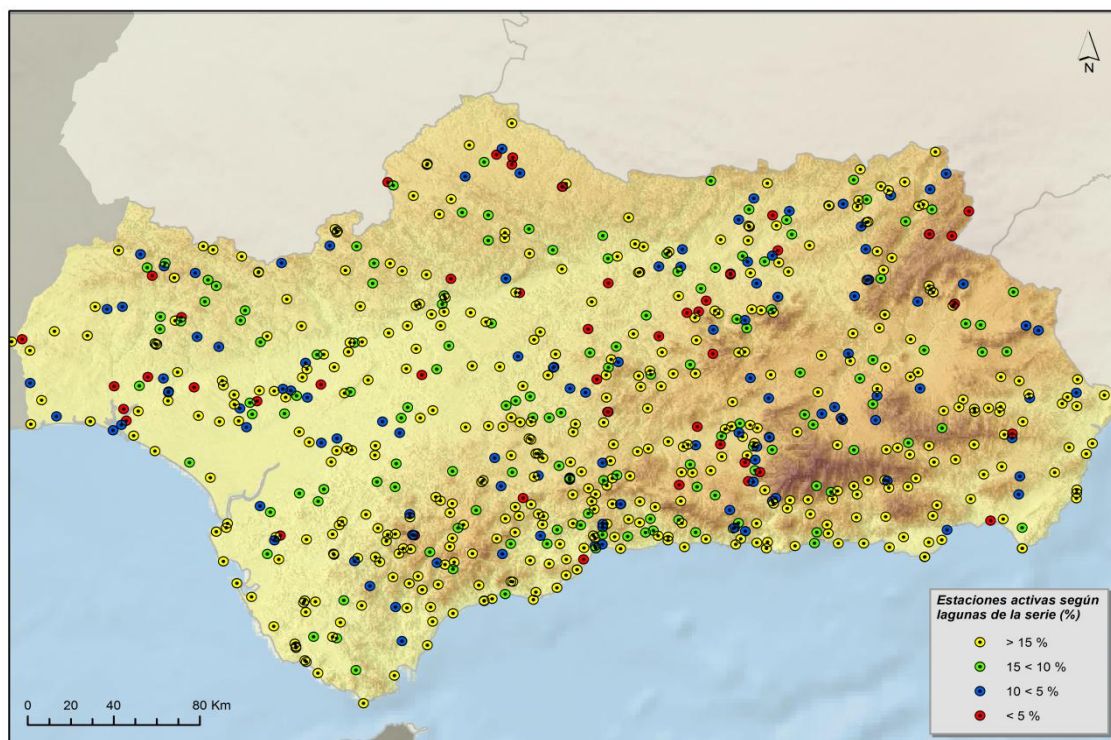 N
Estaciones activas según
lagunas de la serie (%)
> 15 %
15 < 10 %
10 < 5 %
< 5 %
0 20 40 80 Km